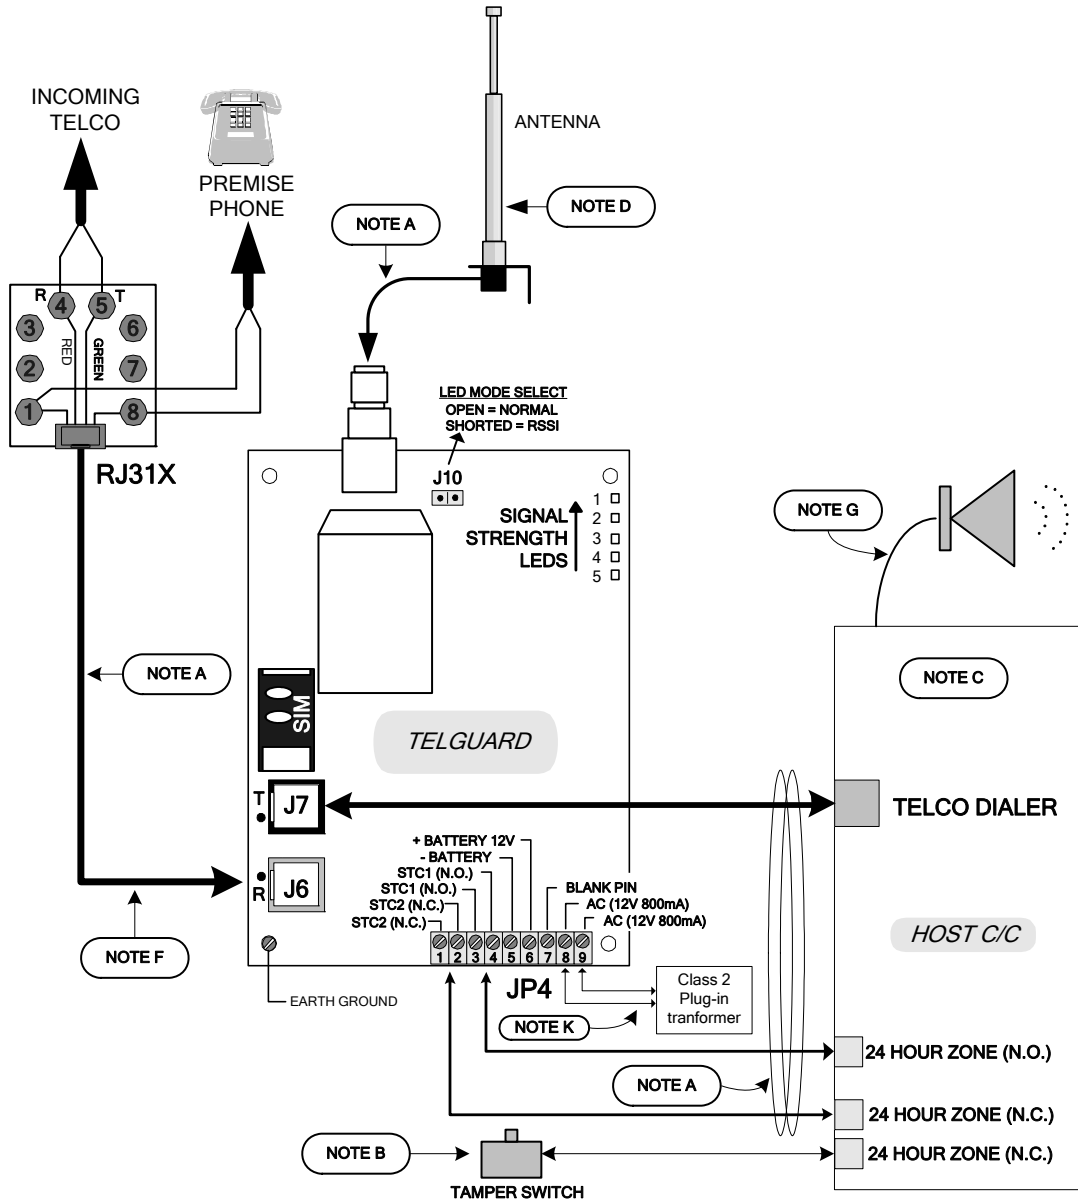 INCOMING
TELCO
PREMISE
PHONE
ANTENNA
NOTE D
NOTE A
R
4
5
T
3
6
RED
GREEN
2
7
1
8
RJ31X
LED MODE SELECT
OPEN = NORMAL
SHORTED = RSSI
J10
SIGNAL
STRENGTH
LEDS
1
2
3
4
5
NOTE G
NOTE A
NOTE C
SIM
TELGUARD
T
J7
TELCO DIALER
R
J6
+ BATTERY 12V
- BATTERY
STC1 (N.O.)
STC1 (N.O.)
STC2 (N.C.)
STC2 (N.C.)
BLANK PIN
AC (12V 800mA)
AC (12V 800mA)
HOST C/C
NOTE F
1 2 3 4 5 6 7 8 9
JP4
EARTH GROUND
Class 2
Plug-in
tranformer
NOTE K
24 HOUR ZONE (N.O.)
NOTE A
24 HOUR ZONE (N.C.)
NOTE B
24 HOUR ZONE (N.C.)
TAMPER SWITCH